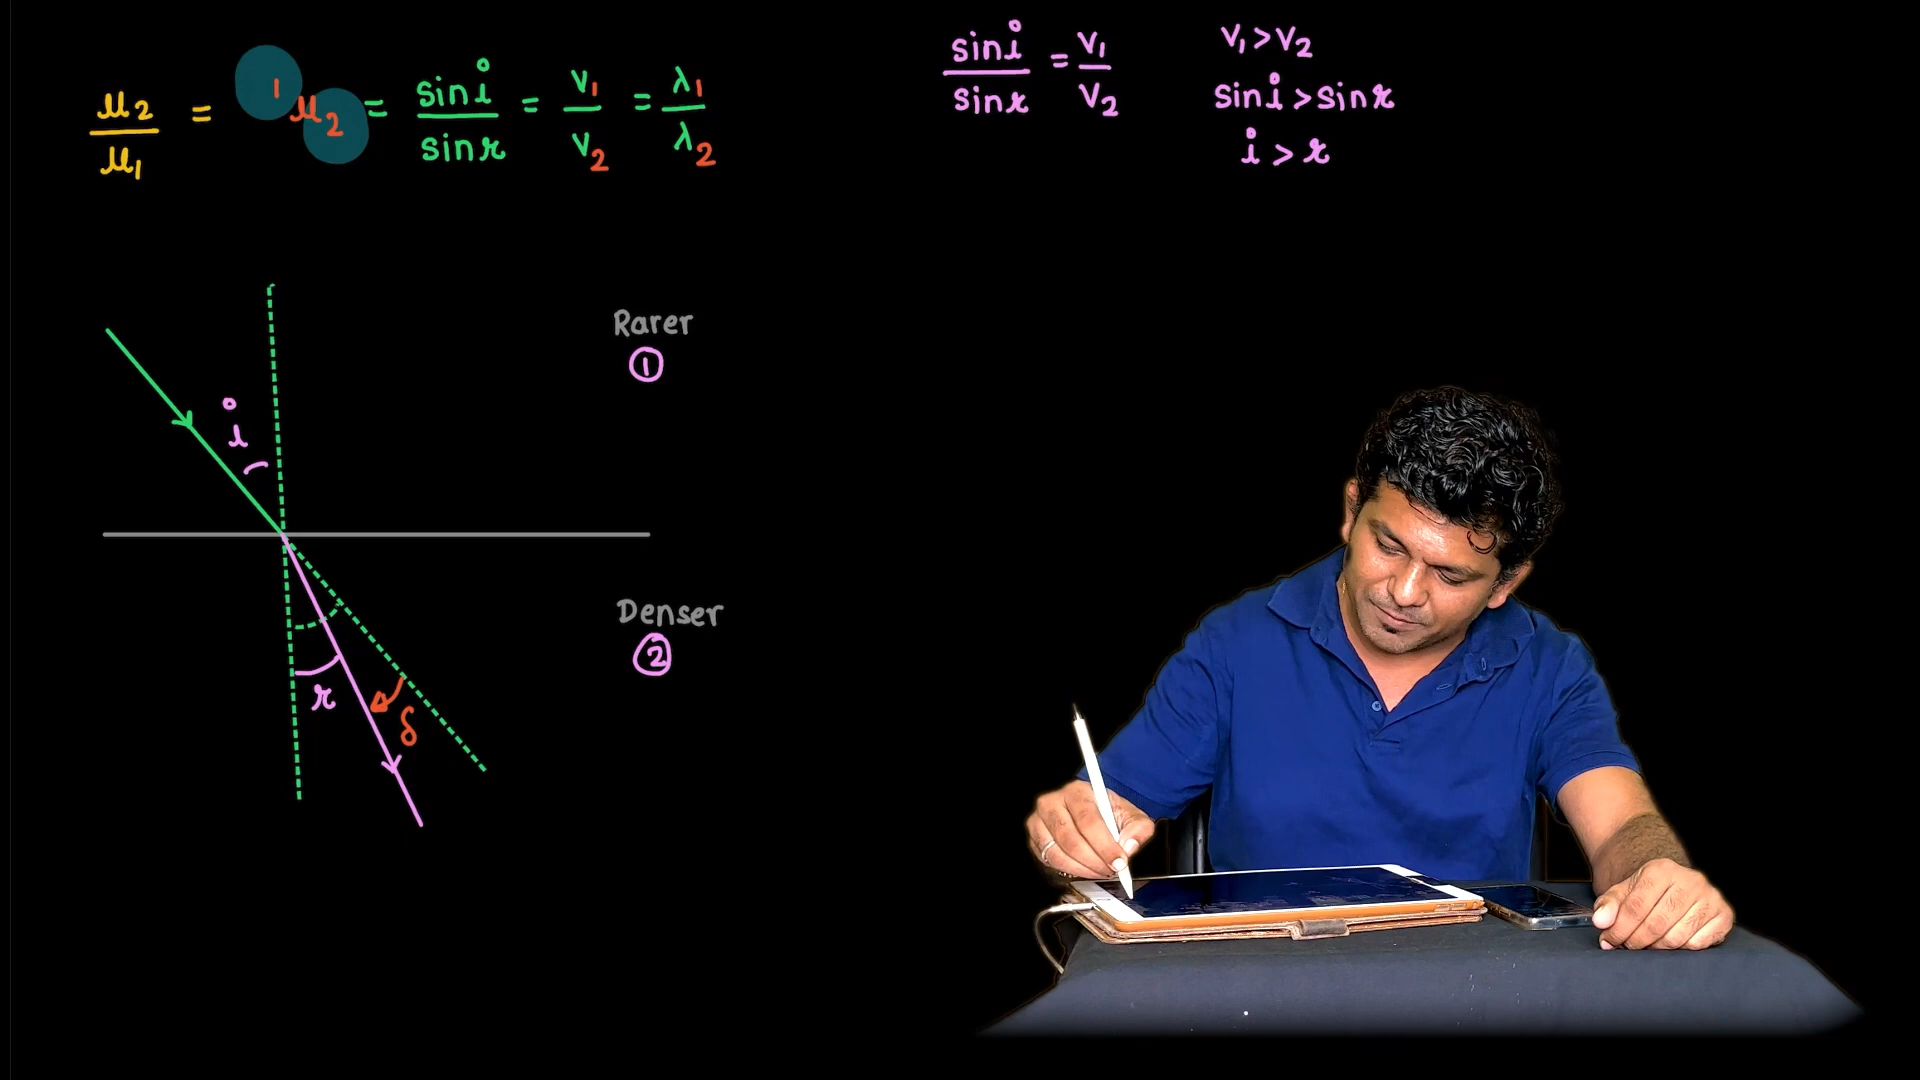 μ2/μ1 = 1μ2 = sin i/sin r = v1/v2 = λ1/λ2
sin i/sin r = v1/v2
v1 > v2
sin i > sin r
i > r
Rarer
1
i
Denser
2
r
δ